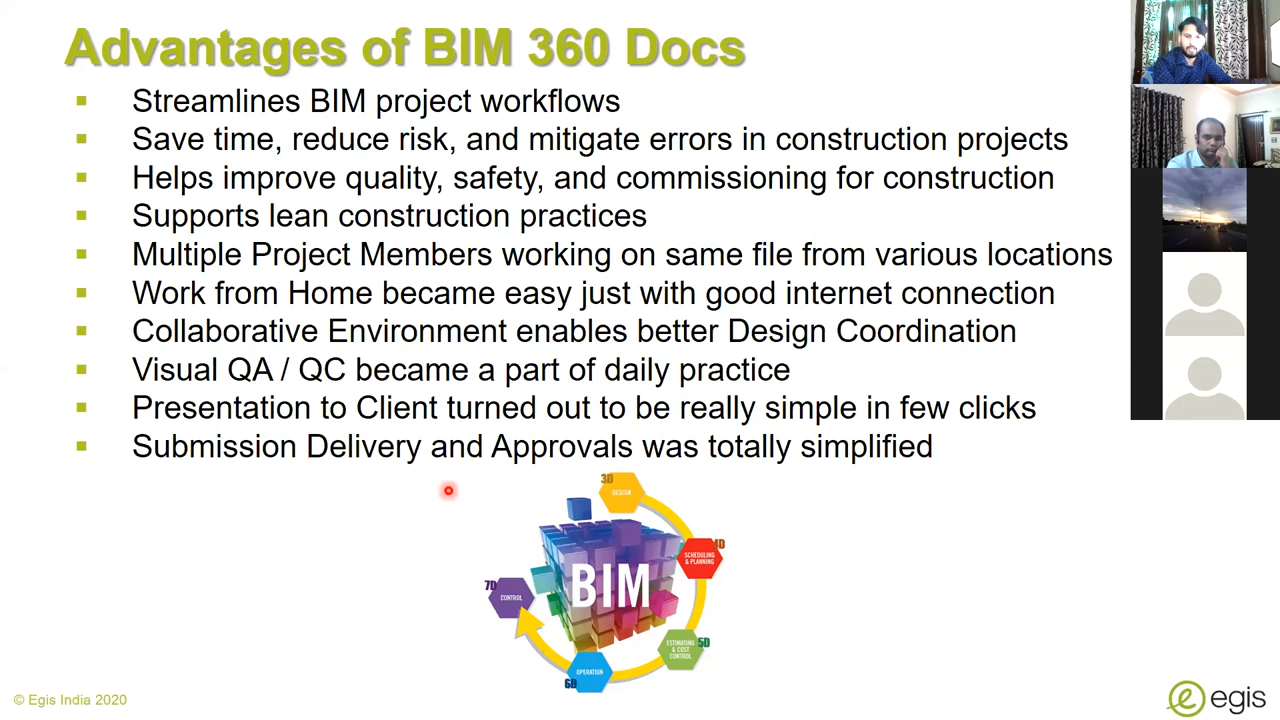 Advantages of BIM 360 Docs
Streamlines BIM project workflows
Save time, reduce risk, and mitigate errors in construction projects
Helps improve quality, safety, and commissioning for construction
Supports lean construction practices
Multiple Project Members working on same file from various locations
Work from Home became easy just with good internet connection
Collaborative Environment enables better Design Coordination
Visual QA / QC became a part of daily practice
Presentation to Client turned out to be really simple in few clicks
Submission Delivery and Approvals was totally simplified
3D
DESIGN
4D
SCHEDULING
& PLANNING
BIM
7D
CONTROL
5D
ESTIMATING
& COST
CONTROL
OPERATION
6D
© Egis India 2020
egis